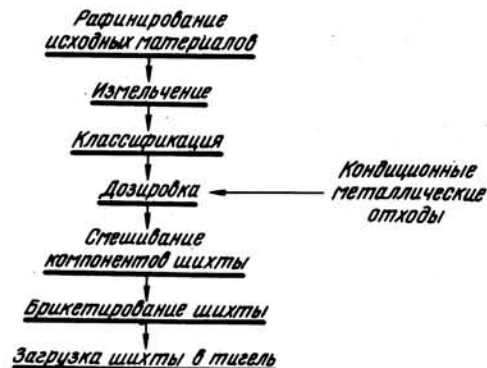 Рафинирование
исходных материалов
Измельчение
Классификация
Дозировка
Кондиционные
металлические
отходы
Смешивание
компонентов шихты
Брикетирование шихты
Загрузка шихты в тигель